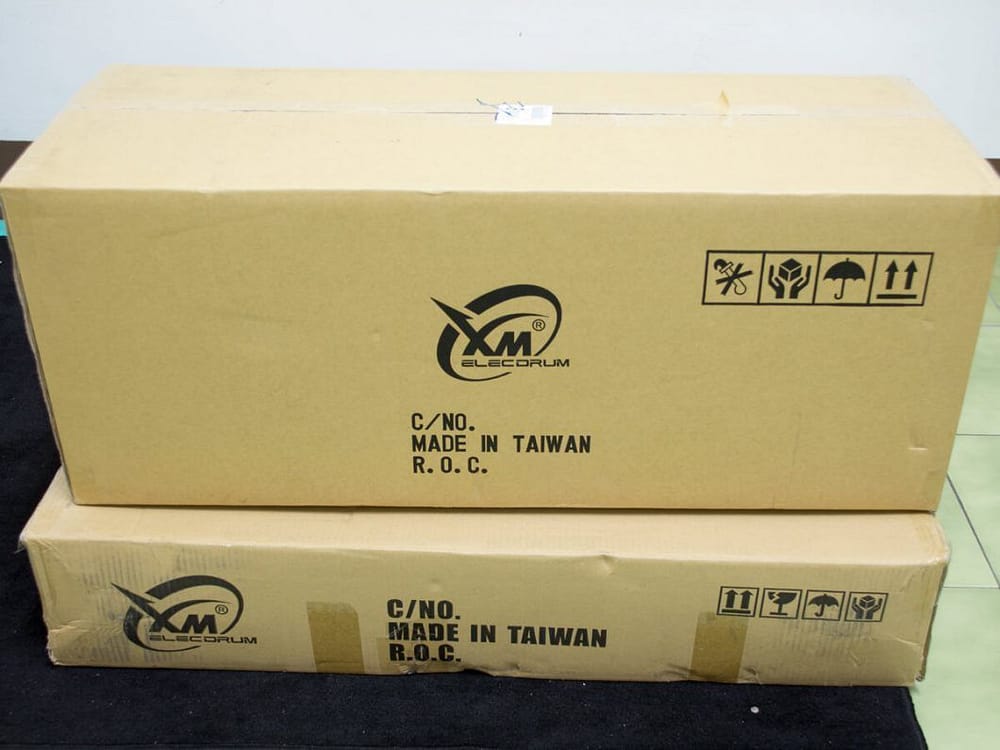 XM®
ELECDRUM
C/NO.
MADE IN TAIWAN
R.O.C.
XM®
ELECDRUM
C/NO.
MADE IN TAIWAN
R.O.C.